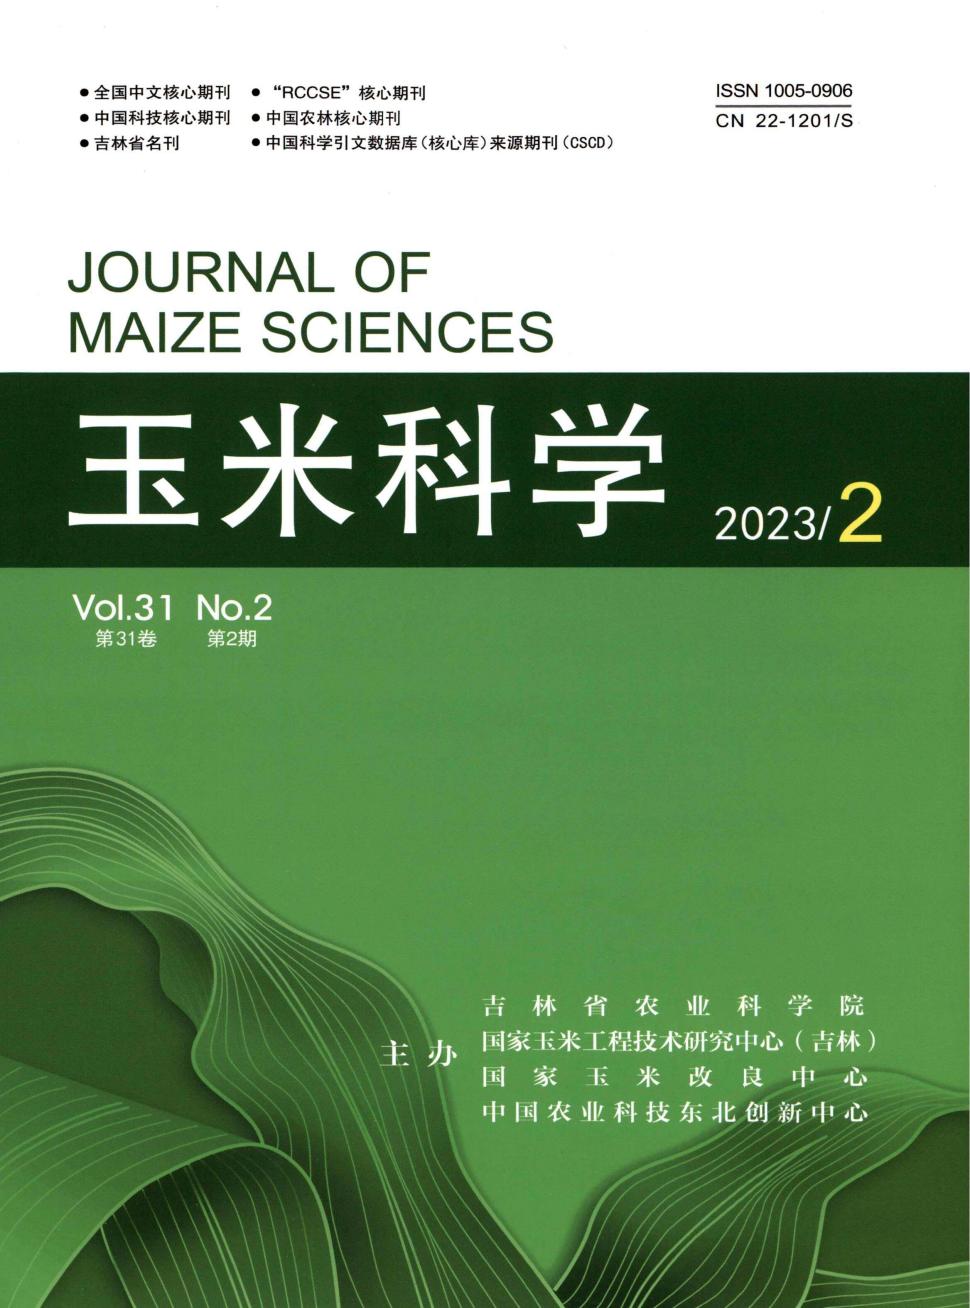 ● 全国中文核心期刊 ● “RCCSE”核心期刊
● 中国科技核心期刊 ● 中国农林核心期刊
● 吉林省名刊 ● 中国科学引文数据库(核心库)来源期刊(CSCD)
ISSN 1005-0906
CN 22-1201/S
JOURNAL OF
MAIZE SCIENCES
玉米科学 2023/2
Vol.31 No.2
第31卷 第2期
主办
吉林省农业科学院
国家玉米工程技术研究中心(吉林)
国家玉米改良中心
中国农业科技东北创新中心